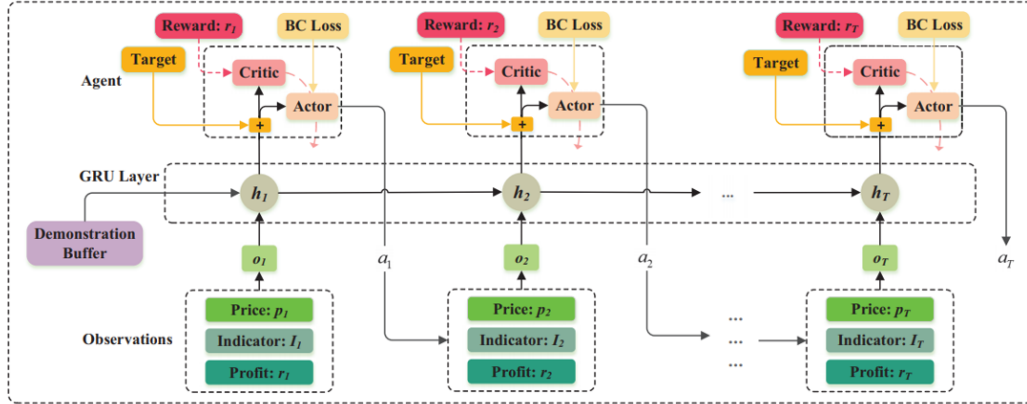 Reward: r1
BC Loss
Reward: r2
BC Loss
Reward: rT
BC Loss
Target
Target
Target
Agent
Critic
Critic
Critic
Actor
Actor
Actor
+
+
+
GRU Layer
h1
h2
...
hT
Demonstration
Buffer
o1
a1
o2
a2
oT
aT
Price: p1
Price: p2
Price: pT
Observations
Indicator: I1
Indicator: I2
Indicator: IT
Profit: r1
Profit: r2
Profit: rT
...
...
...
...
...